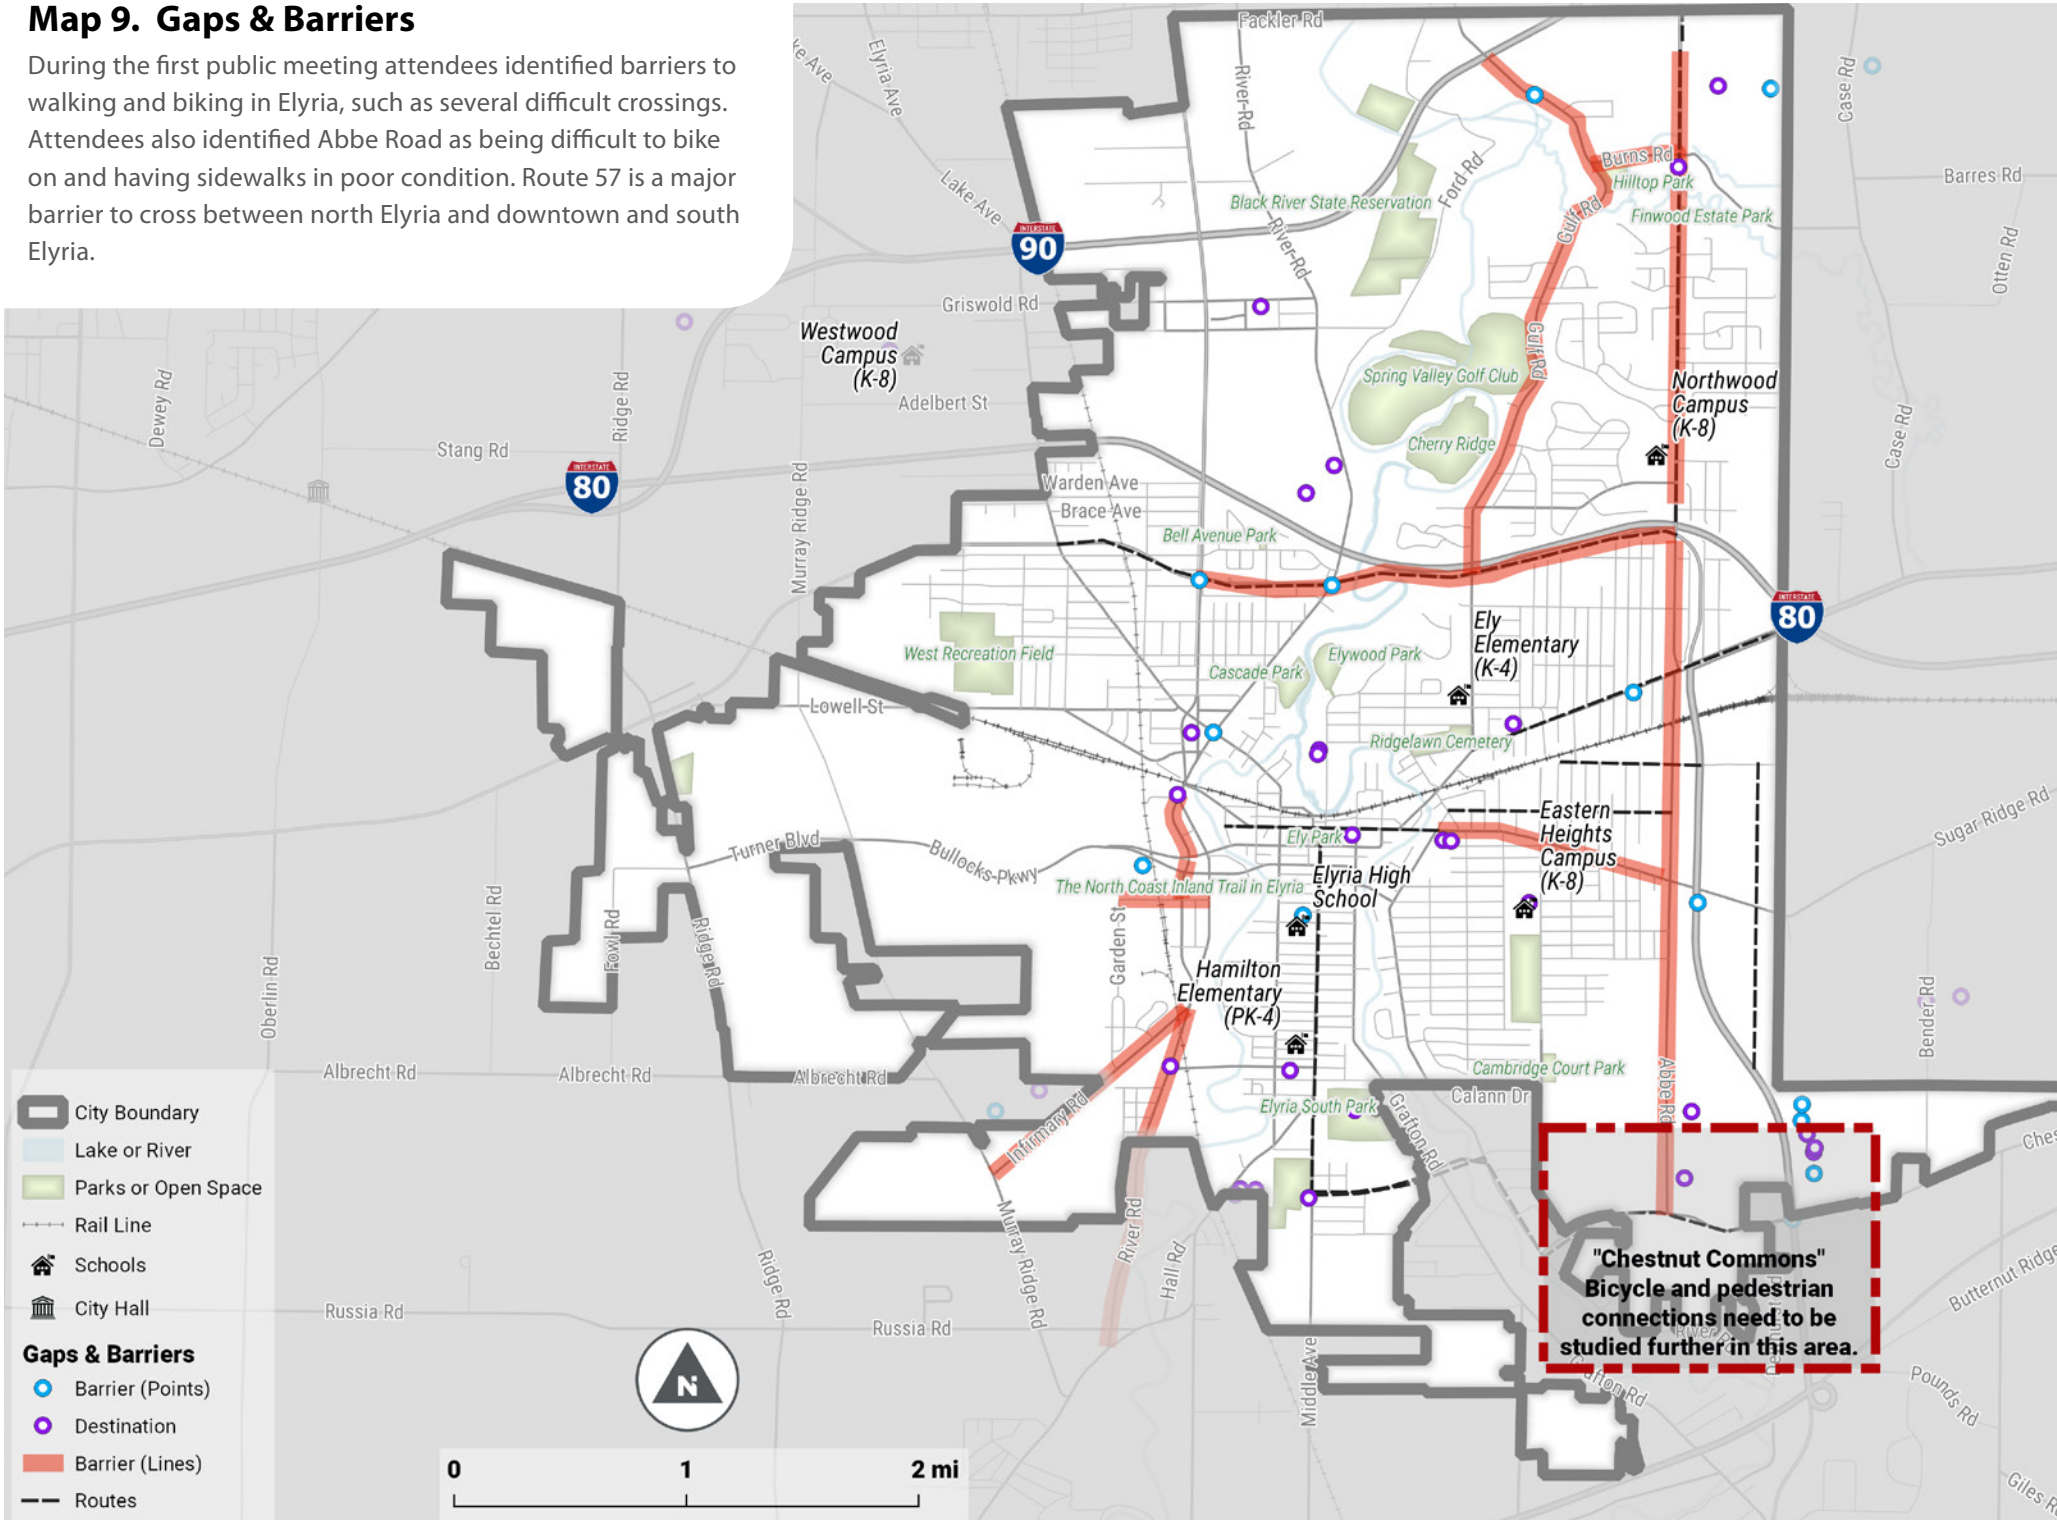 Map 9. Gaps & Barriers
During the first public meeting attendees identified barriers to
walking and biking in Elyria, such as several difficult crossings.
Attendees also identified Abbe Road as being difficult to bike
on and having sidewalks in poor condition. Route 57 is a major
barrier to cross between north Elyria and downtown and south
Elyria.
Fackler Rd
Elyria Ave
River Rd
Case Rd
Lake Ave
Ford Rd
Burns Rd
Hilltop Park
Barres Rd
Black River State Reservation
Gulf Rd
Finwood Estate Park
INTERSTATE
90
River Rd
Otten Rd
Griswold Rd
Westwood
Campus
(K-8)
Gulf Rd
Spring Valley Golf Club
Northwood
Campus
(K-8)
Dewey Rd
Ridge Rd
Adelbert St
Cherry Ridge
Case Rd
Stang Rd
INTERSTATE
80
Murray Ridge Rd
Warden Ave
Brace Ave
Bell Avenue Park
INTERSTATE
80
Ely
Elementary
(K-4)
West Recreation Field
Elywood Park
Cascade Park
Lowell St
Ridgelawn Cemetery
Eastern
Heights
Campus
(K-8)
Sugar Ridge Rd
Turner Blvd
Bullocks-Pkwy
Ely Park
The North Coast Inland Trail in Elyria
Elyria High
School
Bechtel Rd
Fowl Rd
Ridge Rd
Garden St
Oberlin Rd
Hamilton
Elementary
(PK-4)
Bender Rd
Albrecht Rd
Albrecht Rd
Albrecht Rd
Cambridge Court Park
Calann Dr
Abbe Rd
Elyria South Park
Grafton Rd
Infirmary Rd
Murray Ridge Rd
River Rd
Hall Rd
Ridge Rd
Russia Rd
Russia Rd
Middle Ave
Butternut Ridge
"Chestnut Commons"
Bicycle and pedestrian
connections need to be
studied further in this area.
Pounds Rd
City Boundary
Lake or River
Parks or Open Space
Rail Line
Schools
City Hall
Gaps & Barriers
Barrier (Points)
Destination
Barrier (Lines)
Routes
N
0 1 2 mi